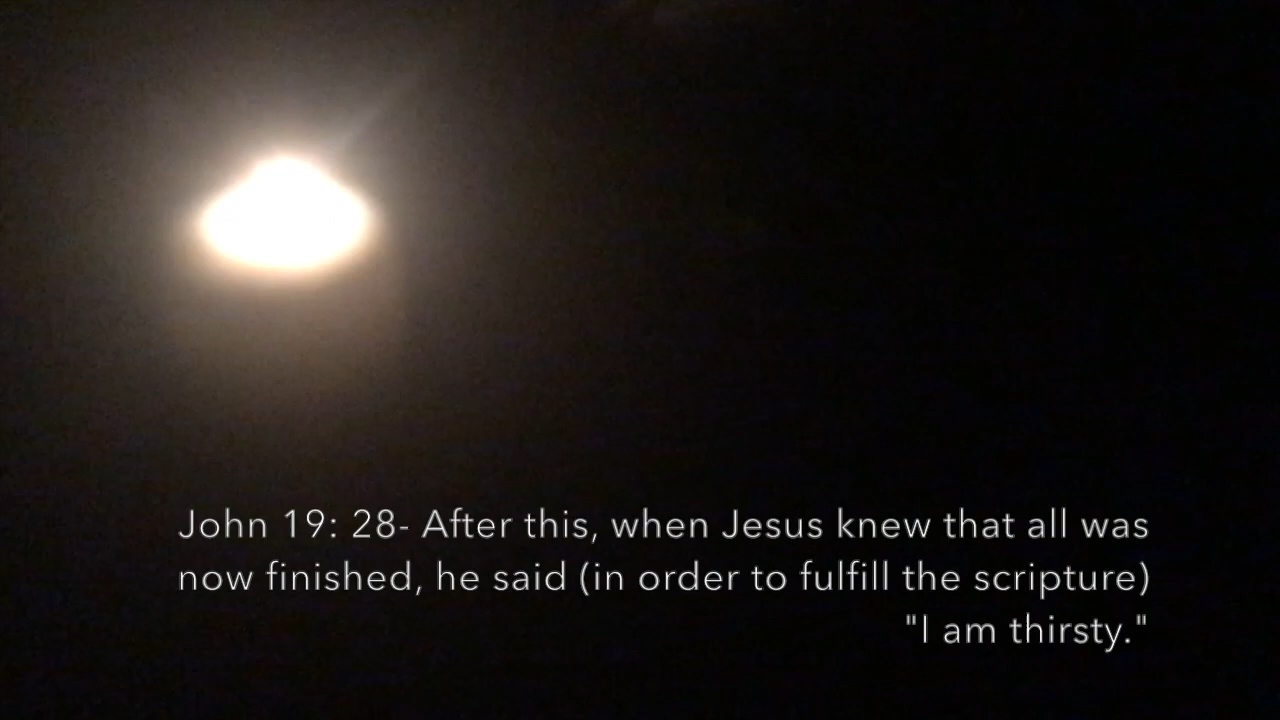 John 19: 28- After this, when Jesus knew that all was
now finished, he said (in order to fulfill the scripture)
"I am thirsty."